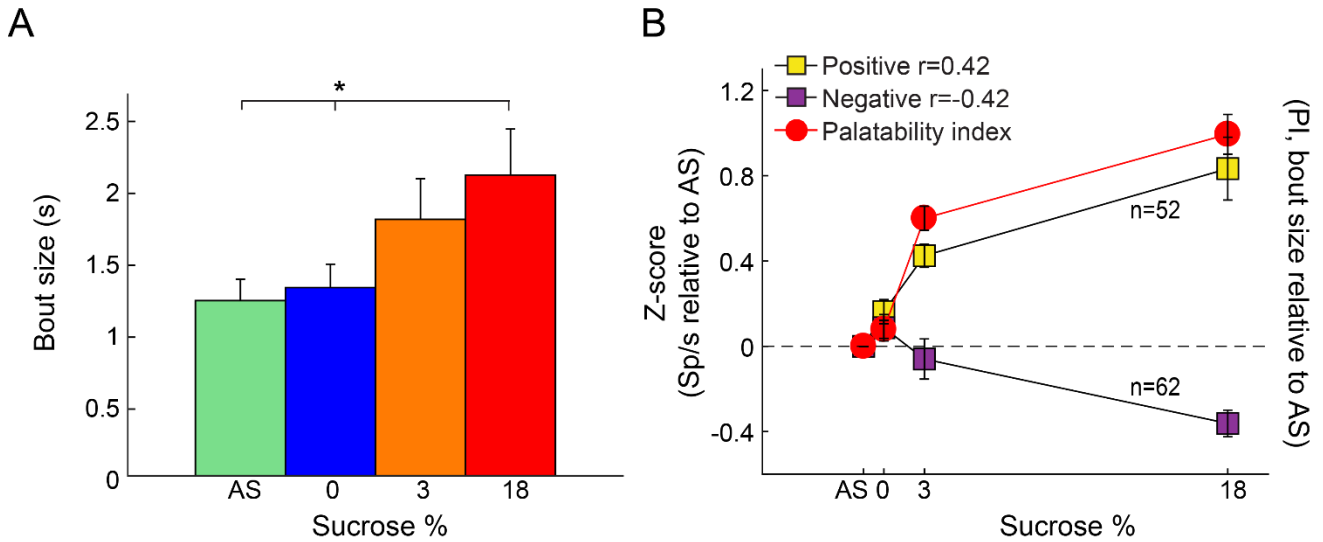 A
Bout size (s)
2.5
2
1.5
1
0.5
0
*
AS 0 3 18
Sucrose %
B
Z-score
(Sp/s relative to AS)
1.2
0.8
0.4
0
-0.4
Positive r=0.42
Negative r=-0.42
Palatability index
n=52
n=62
AS 0 3 18
Sucrose %
(PI, bout size relative to AS)